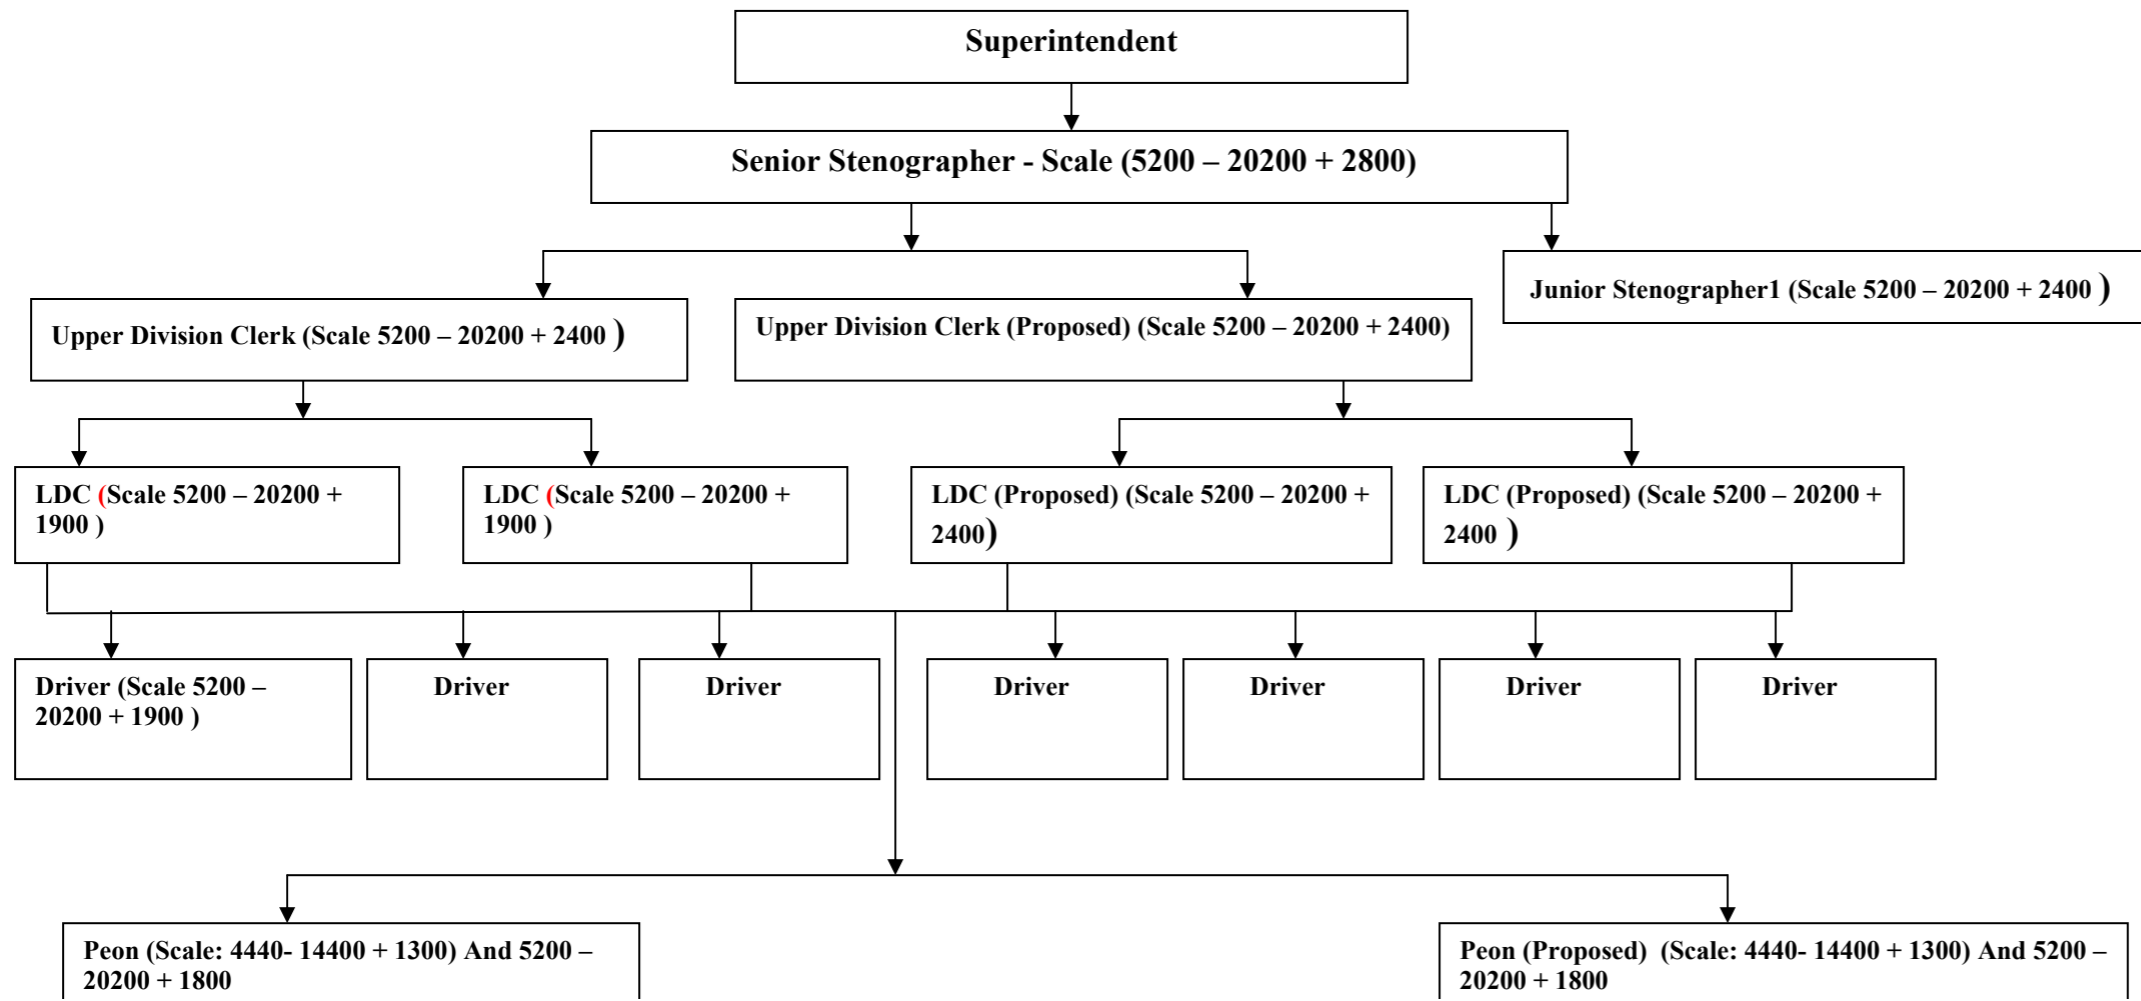 Superintendent
Senior Stenographer - Scale (5200 – 20200 + 2800)
Junior Stenographer1 (Scale 5200 – 20200 + 2400 )
Upper Division Clerk (Scale 5200 – 20200 + 2400 )
Upper Division Clerk (Proposed) (Scale 5200 – 20200 + 2400)
LDC (Scale 5200 – 20200 +
1900 )
LDC (Scale 5200 – 20200 +
1900 )
LDC (Proposed) (Scale 5200 – 20200 +
2400)
LDC (Proposed) (Scale 5200 – 20200 +
2400 )
Driver (Scale 5200 –
20200 + 1900 )
Driver
Driver
Driver
Driver
Driver
Driver
Peon (Scale: 4440- 14400 + 1300) And 5200 –
20200 + 1800
Peon (Proposed)  (Scale: 4440- 14400 + 1300) And 5200 –
20200 + 1800